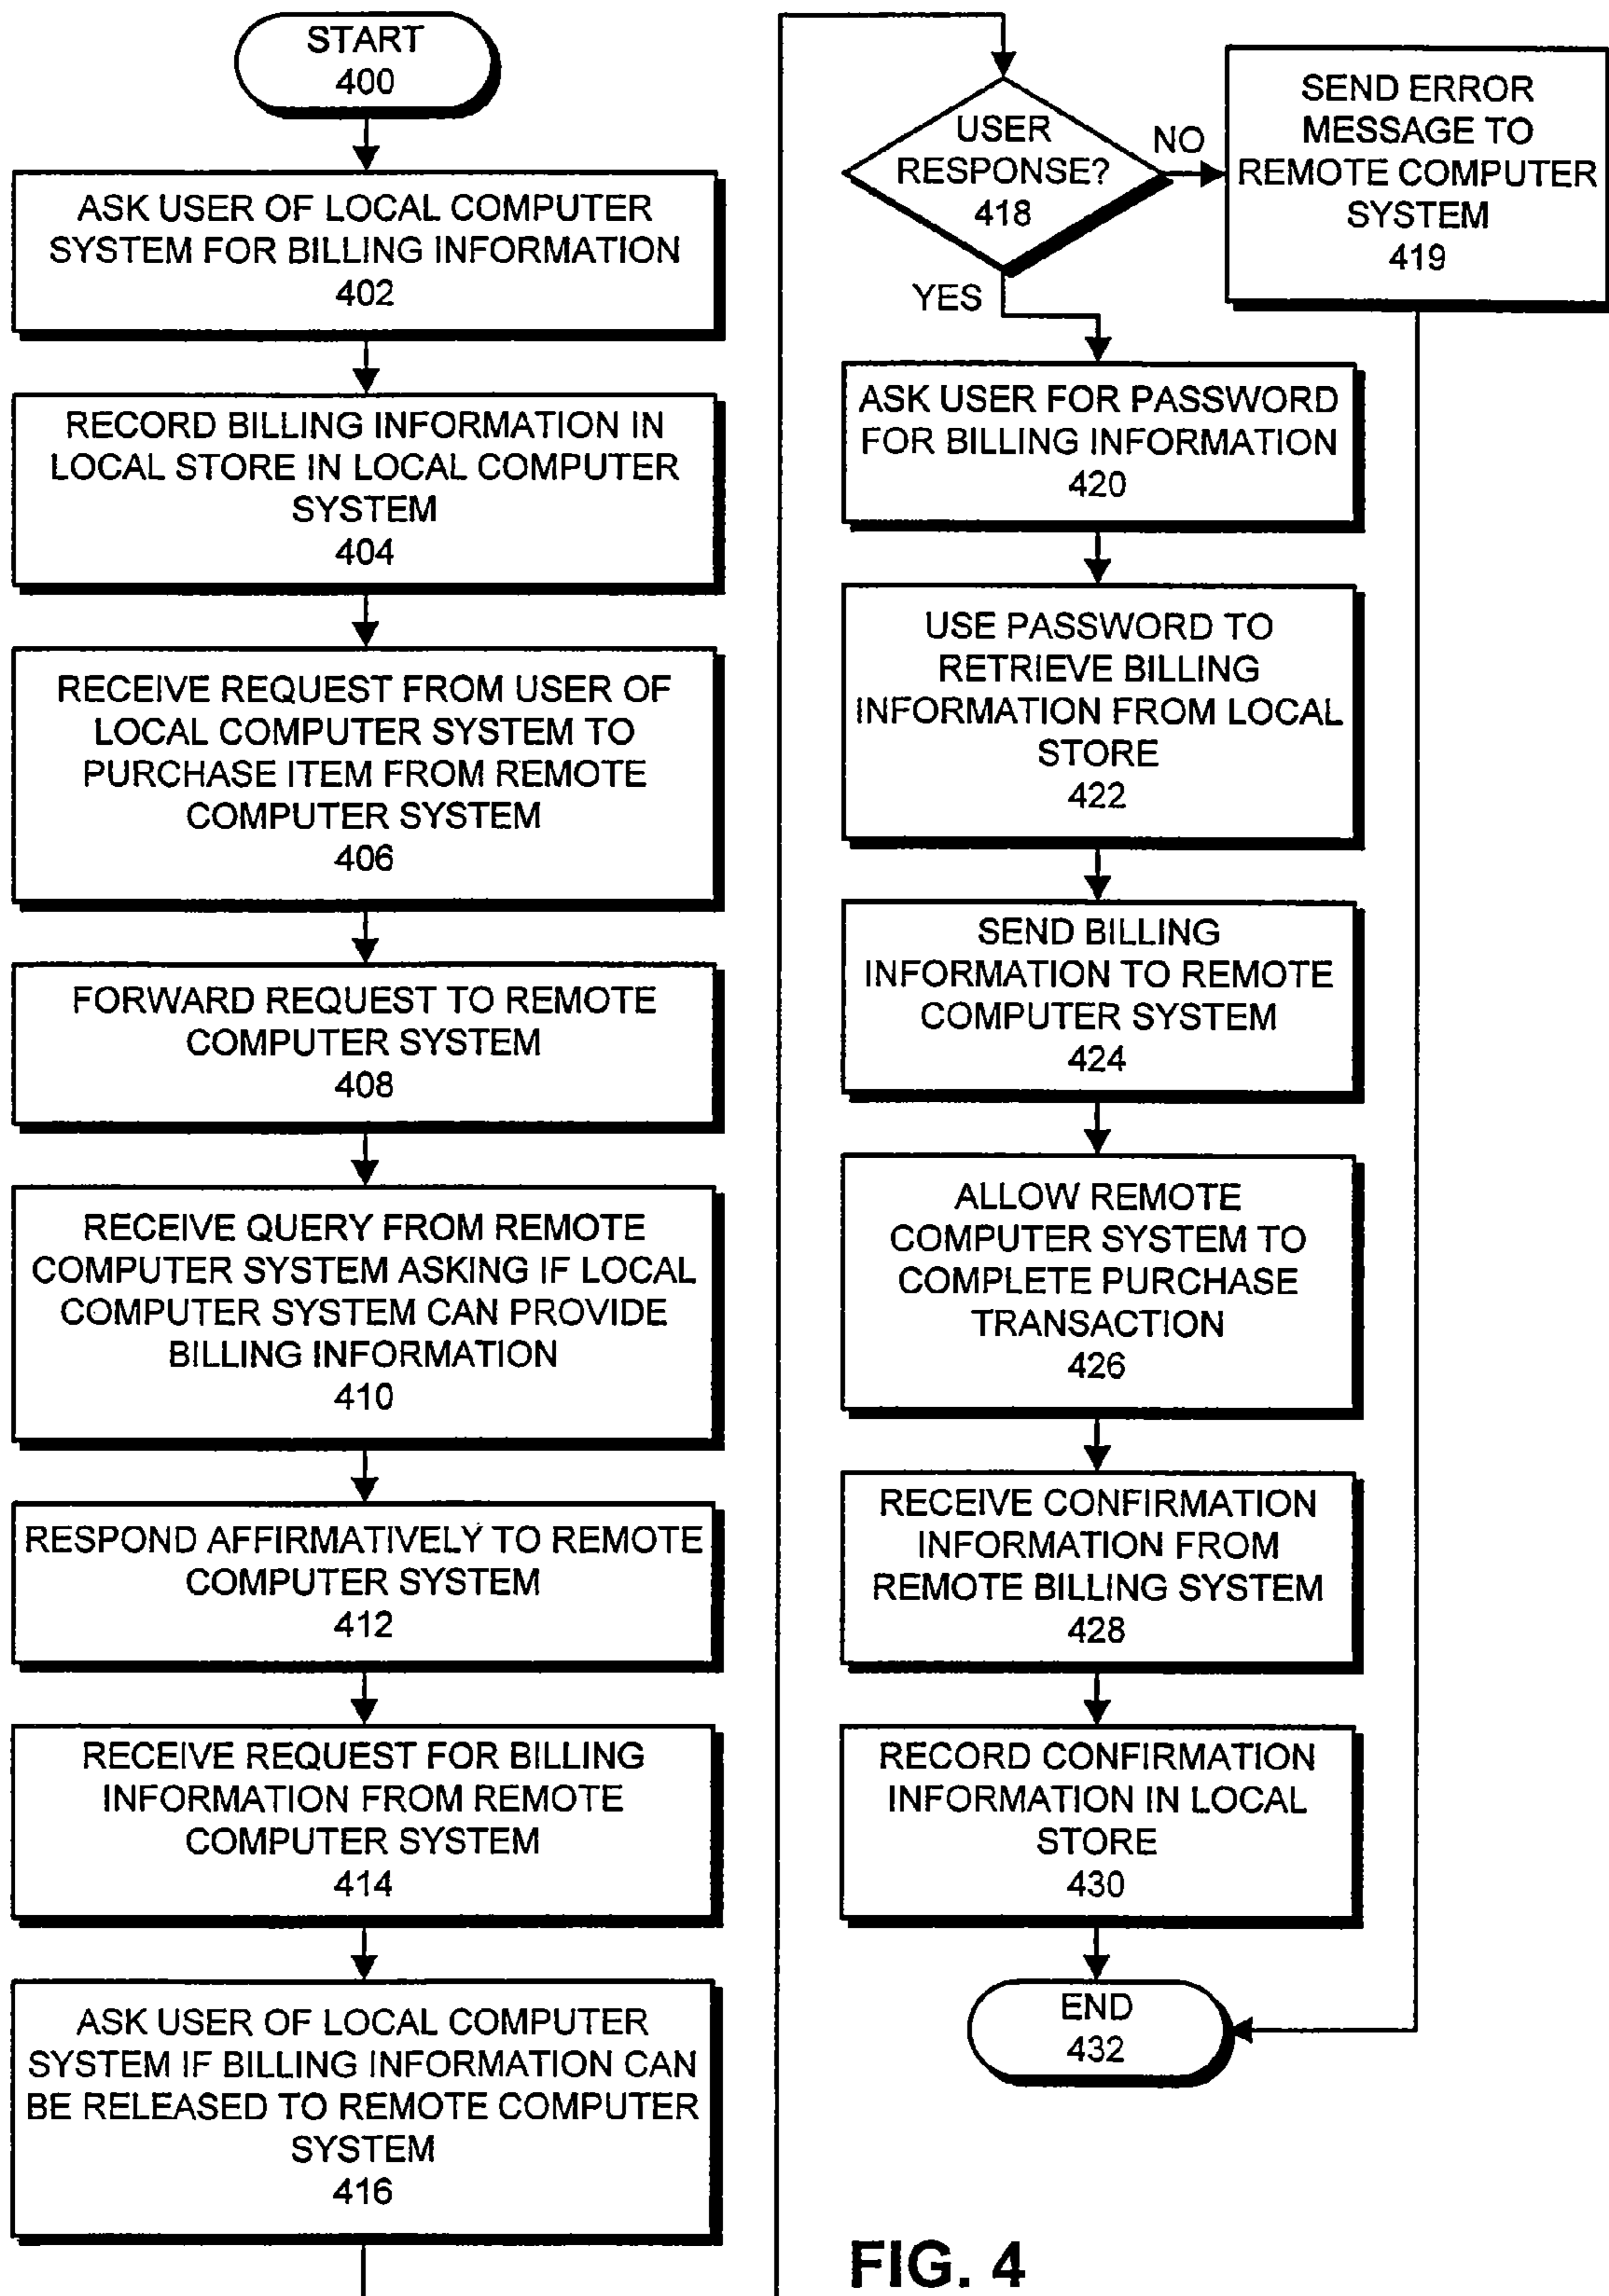 START
400
ASK USER OF LOCAL COMPUTER
SYSTEM FOR BILLING INFORMATION
402
RECORD BILLING INFORMATION IN
LOCAL STORE IN LOCAL COMPUTER
SYSTEM
404
RECEIVE REQUEST FROM USER OF
LOCAL COMPUTER SYSTEM TO
PURCHASE ITEM FROM REMOTE
COMPUTER SYSTEM
406
FORWARD REQUEST TO REMOTE
COMPUTER SYSTEM
408
RECEIVE QUERY FROM REMOTE
COMPUTER SYSTEM ASKING IF LOCAL
COMPUTER SYSTEM CAN PROVIDE
BILLING INFORMATION
410
RESPOND AFFIRMATIVELY TO REMOTE
COMPUTER SYSTEM
412
RECEIVE REQUEST FOR BILLING
INFORMATION FROM REMOTE
COMPUTER SYSTEM
414
ASK USER OF LOCAL COMPUTER
SYSTEM IF BILLING INFORMATION CAN
BE RELEASED TO REMOTE COMPUTER
SYSTEM
416
USER
RESPONSE?
418
NO
SEND ERROR
MESSAGE TO
REMOTE COMPUTER
SYSTEM
419
YES
ASK USER FOR PASSWORD
FOR BILLING INFORMATION
420
USE PASSWORD TO
RETRIEVE BILLING
INFORMATION FROM LOCAL
STORE
422
SEND BILLING
INFORMATION TO REMOTE
COMPUTER SYSTEM
424
ALLOW REMOTE
COMPUTER SYSTEM TO
COMPLETE PURCHASE
TRANSACTION
426
RECEIVE CONFIRMATION
INFORMATION FROM
REMOTE BILLING SYSTEM
428
RECORD CONFIRMATION
INFORMATION IN LOCAL
STORE
430
END
432
FIG. 4